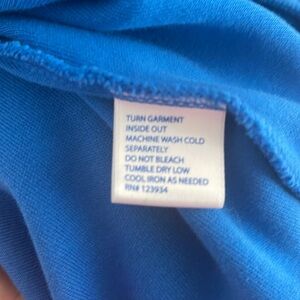 TURN GARMENT
INSIDE OUT
MACHINE WASH COLD
SEPARATELY
DO NOT BLEACH
TUMBLE DRY LOW
COOL IRON AS NEEDED
RN# 123934